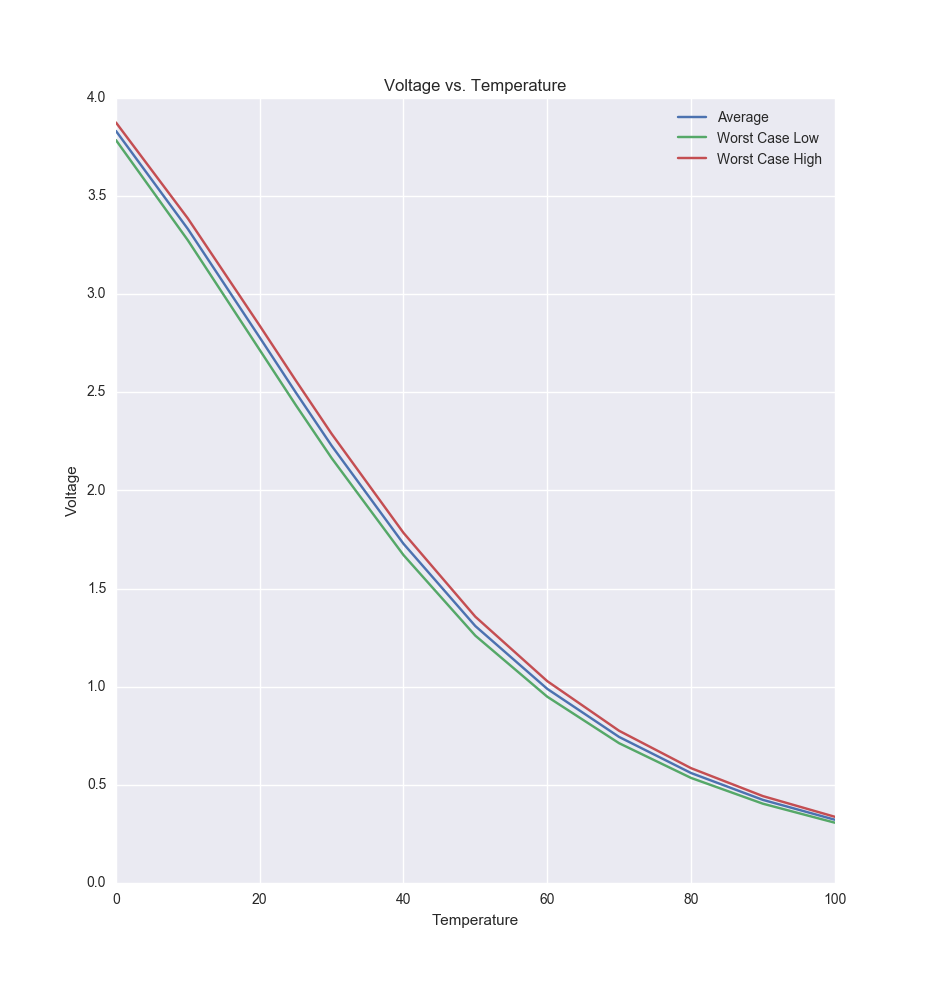 Voltage vs. Temperature
4.0
Average
Worst Case Low
Worst Case High
3.5
3.0
2.5
2.0
Voltage
1.5
1.0
0.5
0.0
0 20 40 60 80 100
Temperature